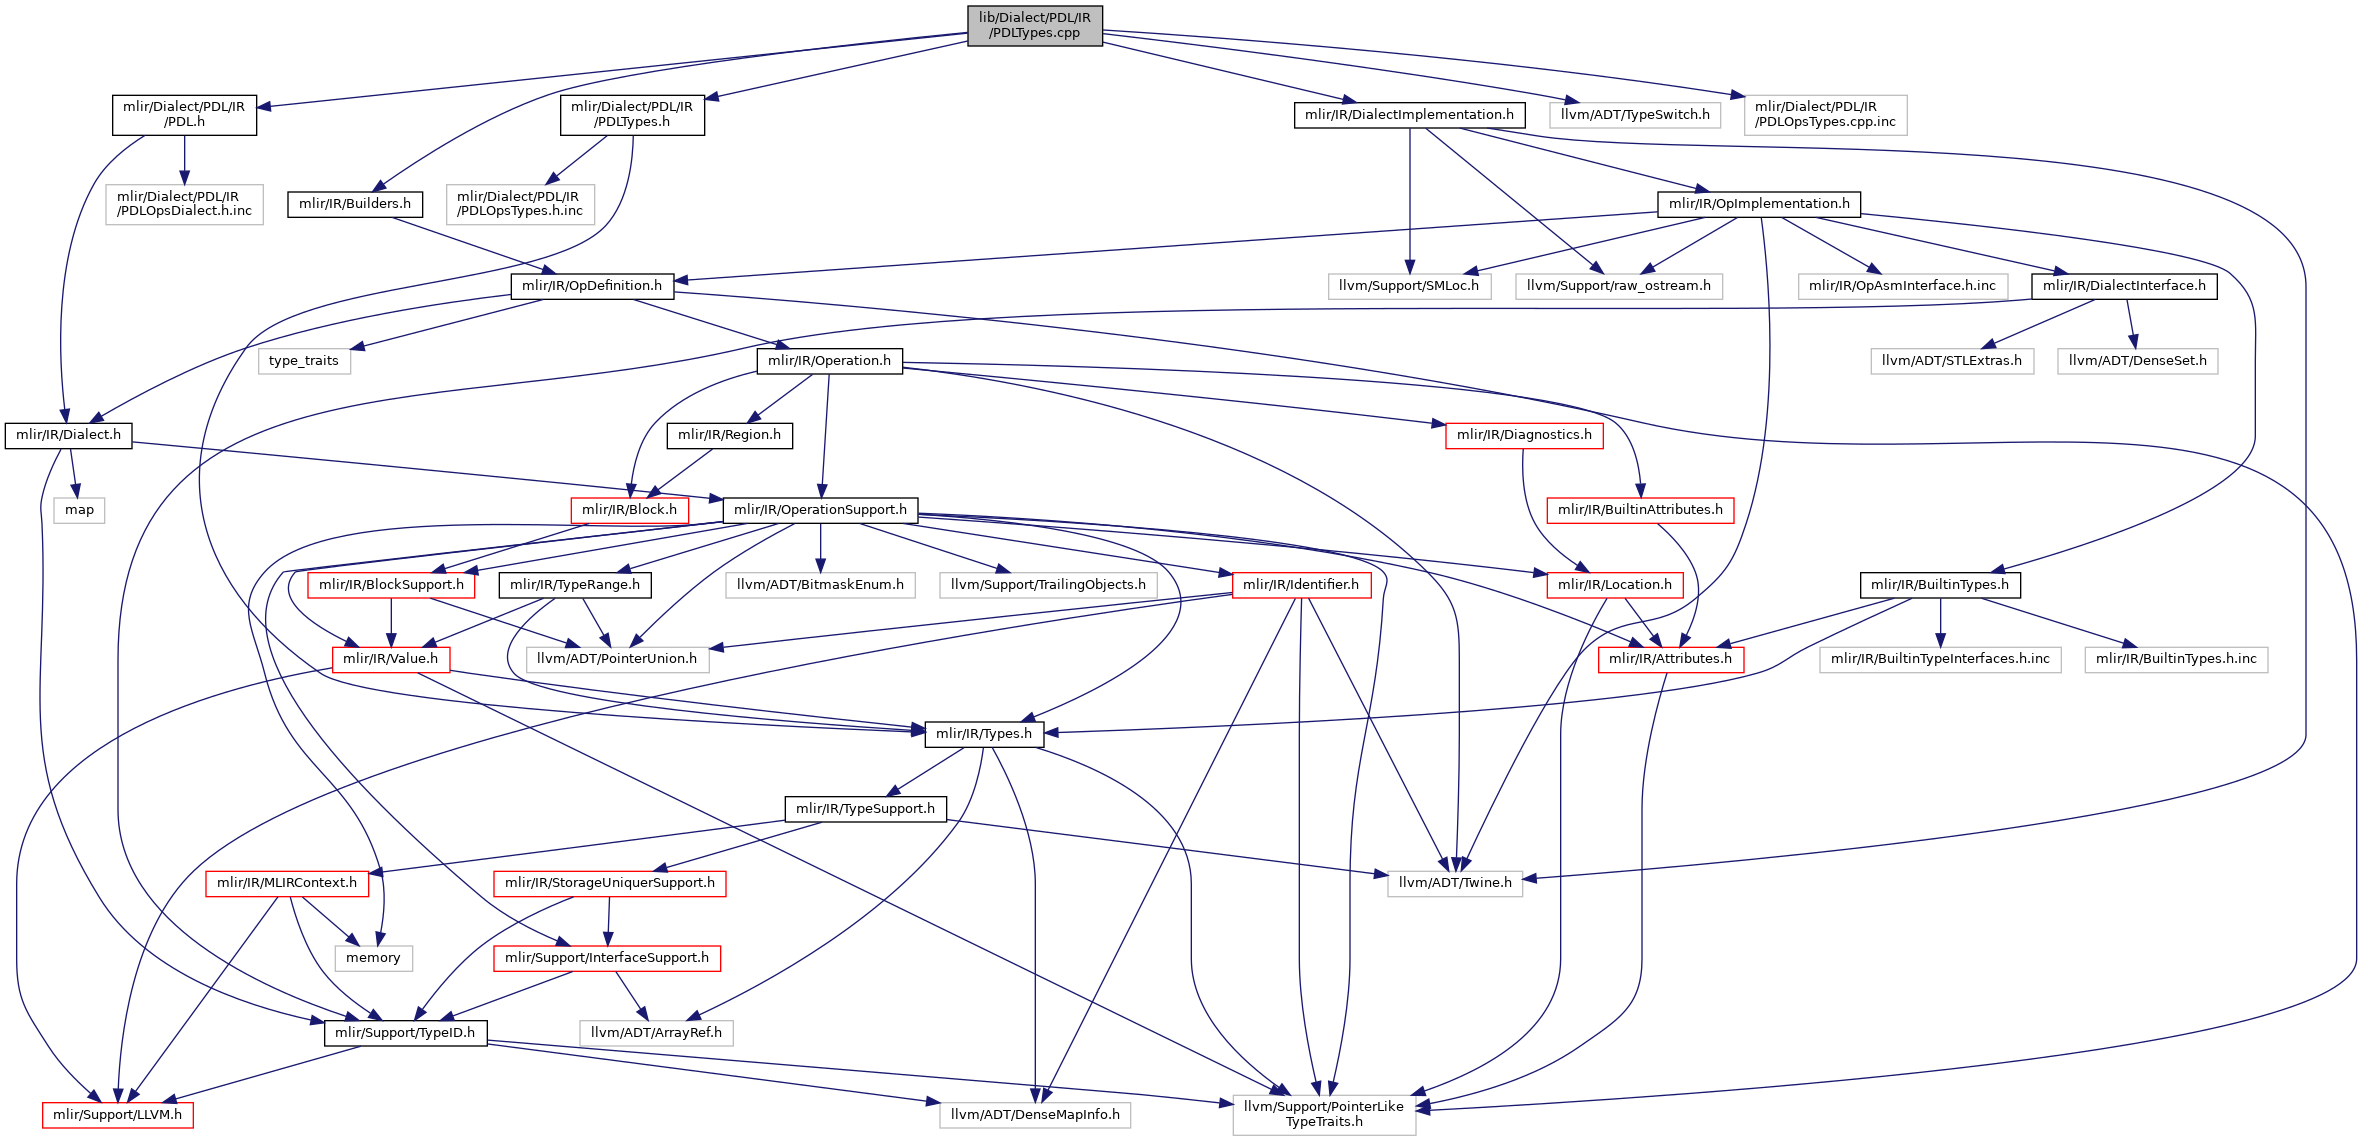 lib/Dialect/PDL/IR
/PDLTypes.cpp
mlir/Dialect/PDL/IR
/PDL.h
mlir/Dialect/PDL/IR
/PDLTypes.h
mlir/IR/DialectImplementation.h
llvm/ADT/TypeSwitch.h
mlir/Dialect/PDL/IR
/PDLOpsTypes.cpp.inc
mlir/Dialect/PDL/IR
/PDLOpsDialect.h.inc
mlir/IR/Builders.h
mlir/Dialect/PDL/IR
/PDLOpsTypes.h.inc
mlir/IR/OpImplementation.h
mlir/IR/OpDefinition.h
llvm/Support/SMLoc.h
llvm/Support/raw_ostream.h
mlir/IR/OpAsmInterface.h.inc
mlir/IR/DialectInterface.h
type_traits
mlir/IR/Operation.h
llvm/ADT/STLExtras.h
llvm/ADT/DenseSet.h
mlir/IR/Dialect.h
mlir/IR/Region.h
mlir/IR/Diagnostics.h
map
mlir/IR/Block.h
mlir/IR/OperationSupport.h
mlir/IR/BuiltinAttributes.h
mlir/IR/BlockSupport.h
mlir/IR/TypeRange.h
llvm/ADT/BitmaskEnum.h
llvm/Support/TrailingObjects.h
mlir/IR/Identifier.h
mlir/IR/Location.h
mlir/IR/BuiltinTypes.h
mlir/IR/Value.h
llvm/ADT/PointerUnion.h
mlir/IR/Attributes.h
mlir/IR/BuiltinTypeInterfaces.h.inc
mlir/IR/BuiltinTypes.h.inc
mlir/IR/Types.h
mlir/IR/TypeSupport.h
mlir/IR/MLIRContext.h
mlir/IR/StorageUniquerSupport.h
llvm/ADT/Twine.h
memory
mlir/Support/InterfaceSupport.h
mlir/Support/TypeID.h
llvm/ADT/ArrayRef.h
mlir/Support/LLVM.h
llvm/ADT/DenseMapInfo.h
llvm/Support/PointerLike
TypeTraits.h